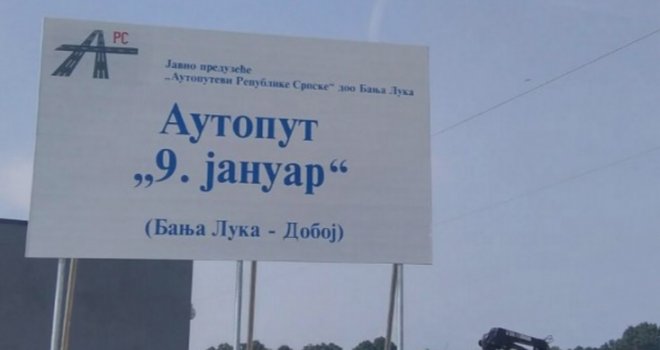 РС
Јавно предузеће
„Аутопутеви Републике Српске“ доо Бања Лука
Аутопут
„9. јануар“
(Бања Лука - Добој)